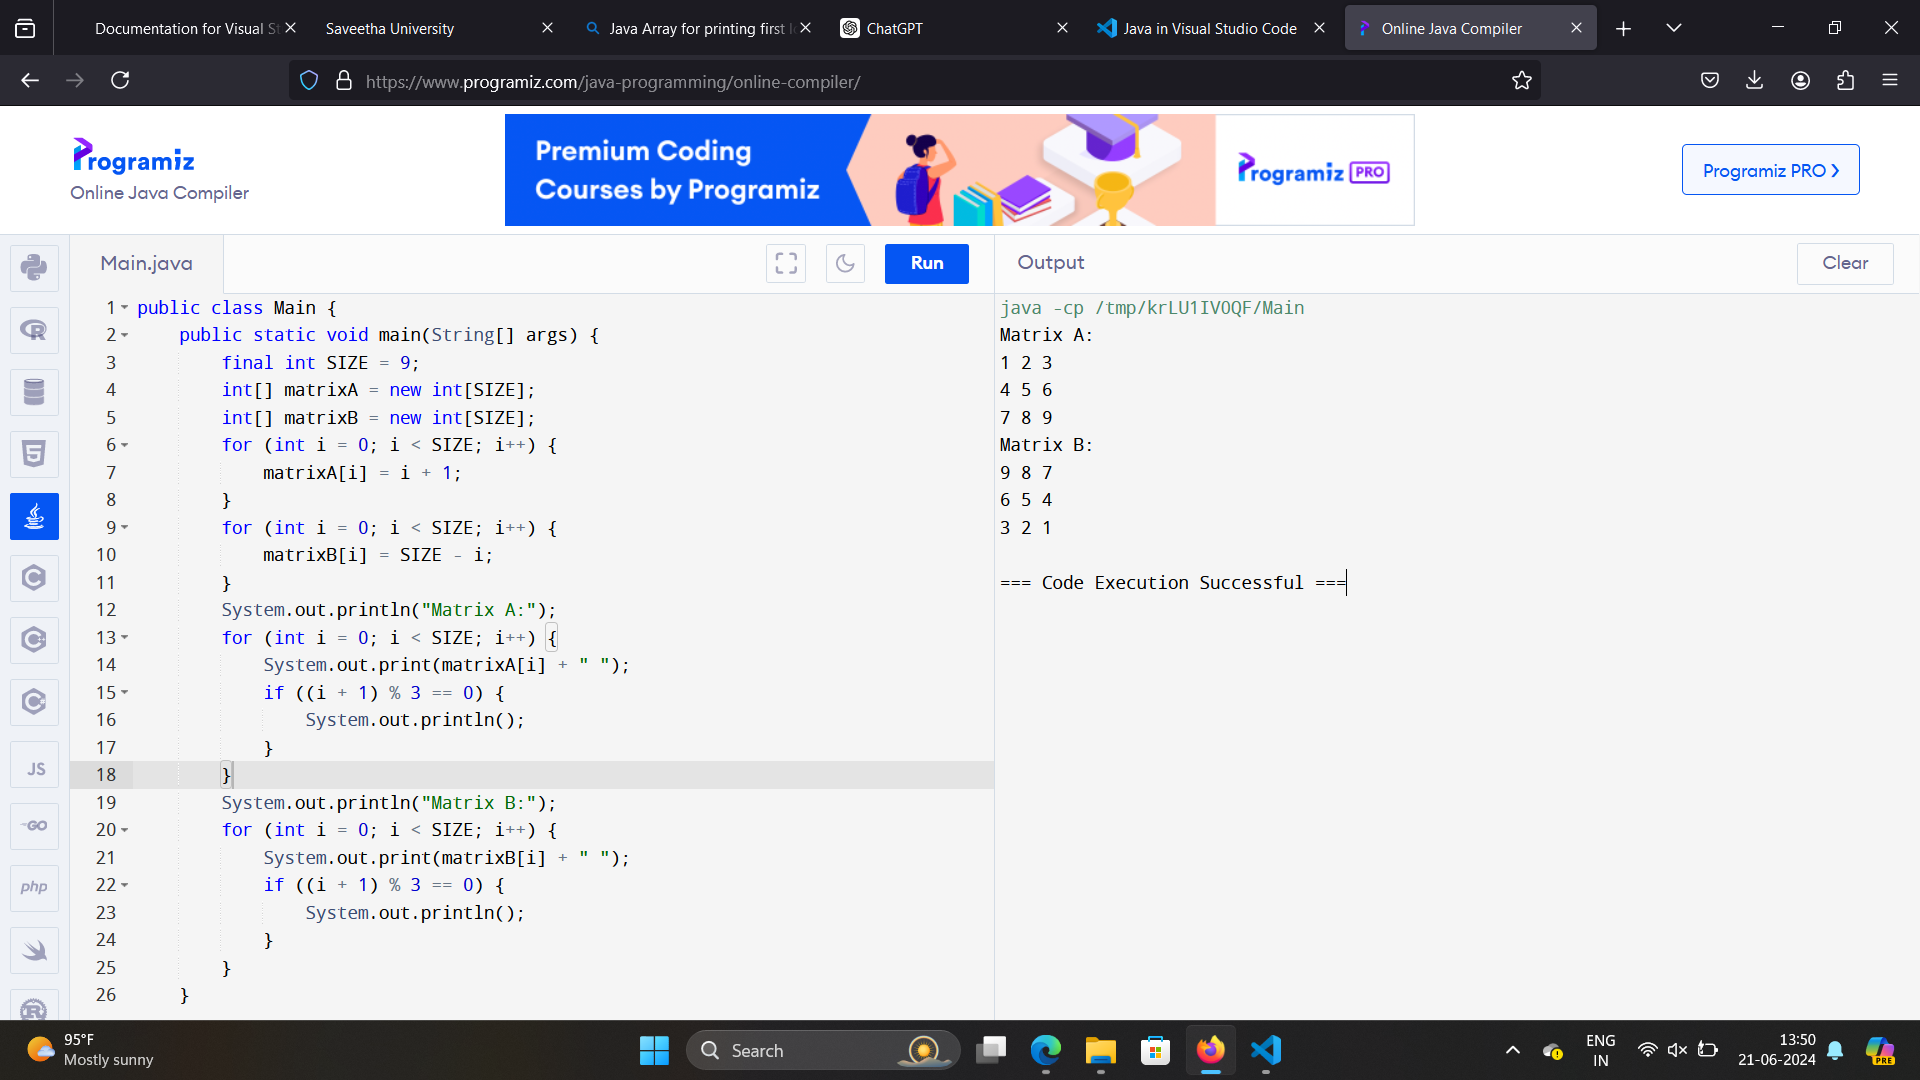 Documentation for Visual St
Saveetha University
Java Array for printing first l
ChatGPT
Java in Visual Studio Code
Online Java Compiler
https://www.programiz.com/java-programming/online-compiler/
Programiz
Online Java Compiler
Premium Coding
Courses by Programiz
Programiz PRO
Programiz PRO ❯
Main.java
Run
Output
Clear
1 public class Main {
2 public static void main(String[] args) {
3 final int SIZE = 9;
4 int[] matrixA = new int[SIZE];
5 int[] matrixB = new int[SIZE];
6 for (int i = 0; i < SIZE; i++) {
7 matrixA[i] = i + 1;
8 }
9 for (int i = 0; i < SIZE; i++) {
10 matrixB[i] = SIZE - i;
11 }
12 System.out.println("Matrix A:");
13 for (int i = 0; i < SIZE; i++) {
14 System.out.print(matrixA[i] + " ");
15 if ((i + 1) % 3 == 0) {
16 System.out.println();
17 }
18 }
19 System.out.println("Matrix B:");
20 for (int i = 0; i < SIZE; i++) {
21 System.out.print(matrixB[i] + " ");
22 if ((i + 1) % 3 == 0) {
23 System.out.println();
24 }
25 }
26 }
java -cp /tmp/krLU1IVOQF/Main
Matrix A:
1 2 3
4 5 6
7 8 9
Matrix B:
9 8 7
6 5 4
3 2 1
=== Code Execution Successful ===
JS
GO
php
95°F
Mostly sunny
Search
ENG
IN
13:50
21-06-2024
PRE